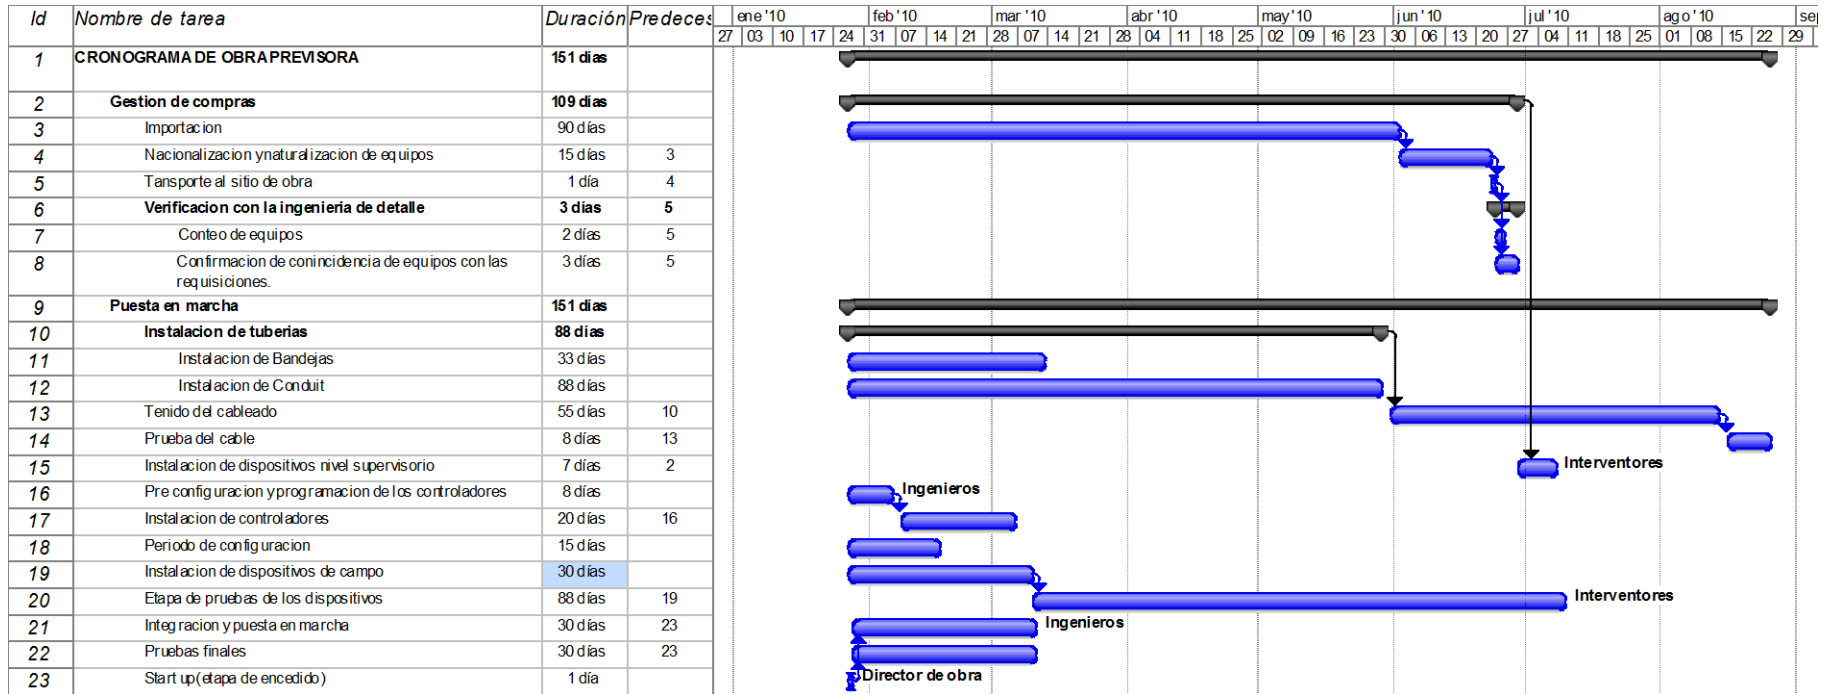 Id Nombre de tarea Duración Predeces ene '10 feb '10 mar '10 abr '10 may '10 jun '10 jul '10 ago '10 sep
27 03 10 17 24 31 07 14 21 28 07 14 21 28 04 11 18 25 02 09 16 23 30 06 13 20 27 04 11 18 25 01 08 15 22 29
1 CRONOGRAMA DE OBRA PREVISORA 151 dias
2 Gestion de compras 109 dias
3 Importacion 90 días
4 Nacionalizacion ynaturalizacion de equipos 15 días 3
5 Tansporte al sitio de obra 1 día 4
6 Verificacion con la ingenieria de detalle 3 dias 5
7 Conteo de equipos 2 días 5
8 Confirmacion de conincidencia de equipos con las 3 días 5
requisiciones.
9 Puesta en marcha 151 dias
10 Instalacion de tuberias 88 dias
11 Instalacion de Bandejas 33 días
12 Instalacion de Conduit 88 días
13 Tenido del cableado 55 días 10
14 Prueba del cable 8 días 13
15 Instalacion de dispositivos nivel supervisorio 7 días 2 Interventores
16 Pre configuracion yprogramacion de los controladores 8 días Ingenieros
17 Instalacion de controladores 20 días 16
18 Periodo de configuracion 15 días
19 Instalacion de dispositivos de campo 30 días
20 Etapa de pruebas de los dispositivos 88 días 19 Interventores
21 Integracion y puesta en marcha 30 días 23 Ingenieros
22 Pruebas finales 30 días 23
23 Start up(etapa de encedido) 1 día Director de obra